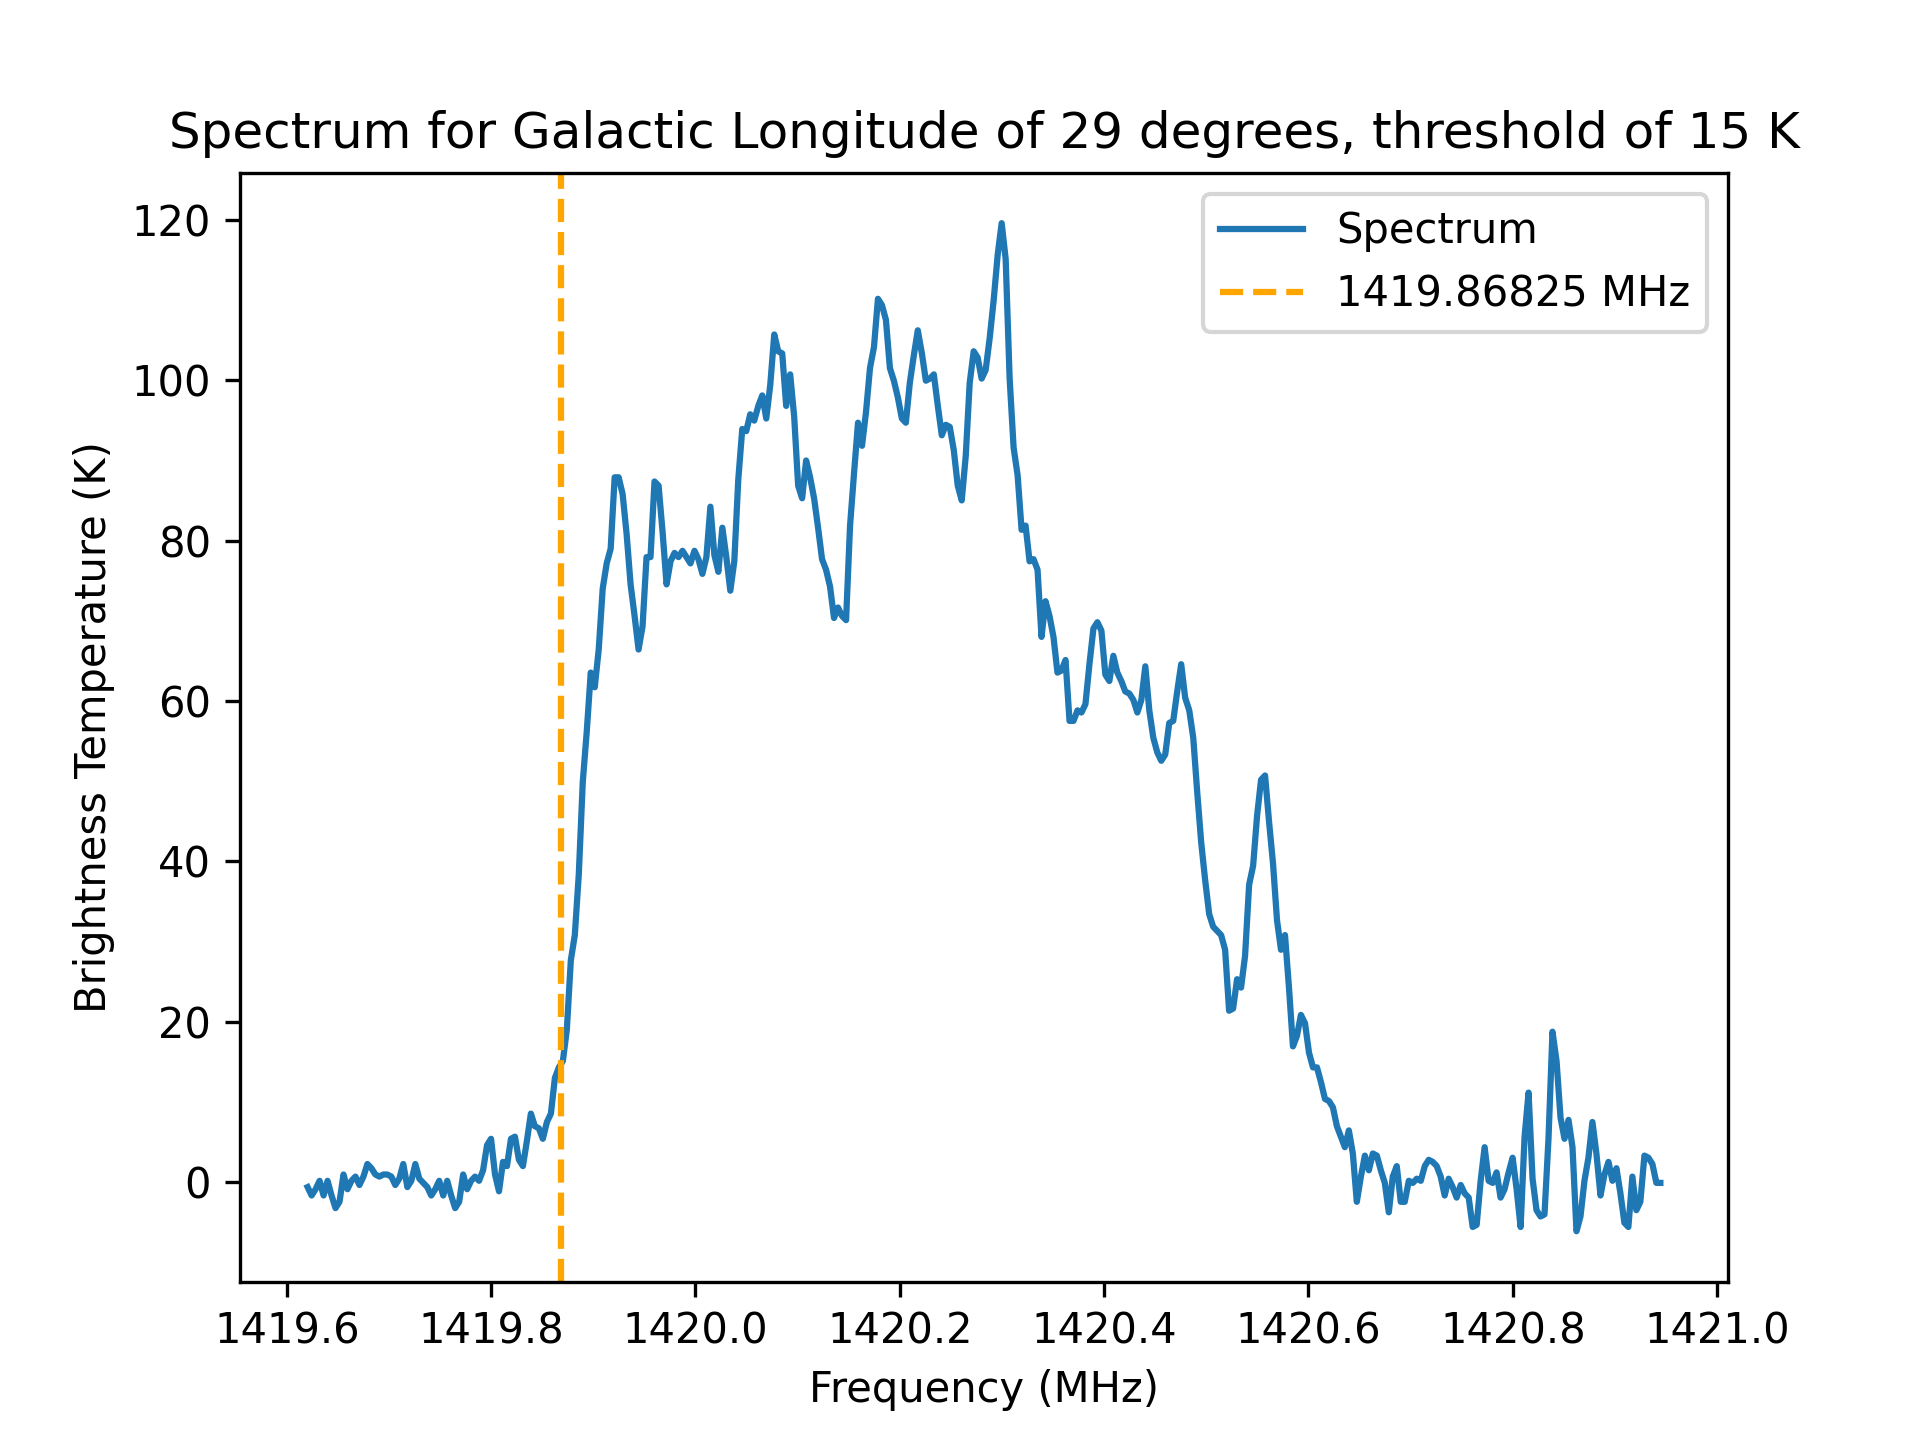 Spectrum for Galactic Longitude of 29 degrees, threshold of 15 K
Spectrum
1419.86825 MHz
120
100
80
60
40
20
0
Brightness Temperature (K)
1419.6 1419.8 1420.0 1420.2 1420.4 1420.6 1420.8 1421.0
Frequency (MHz)